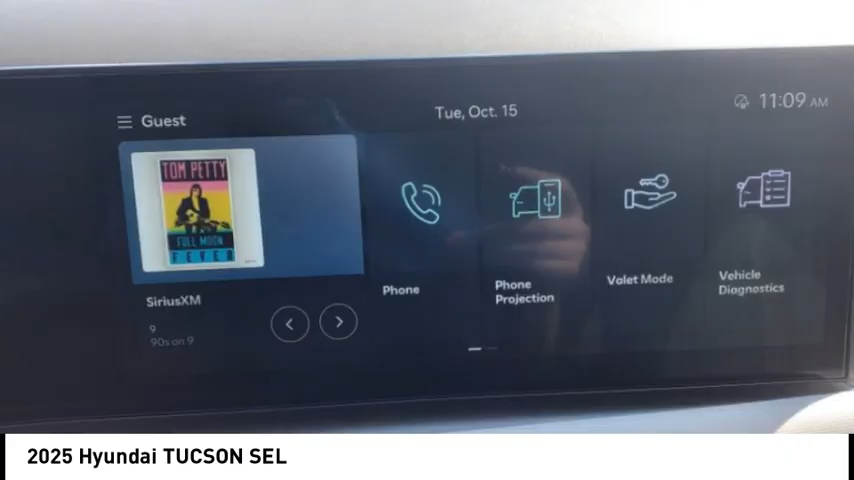 Guest
Tue, Oct. 15
11:09 AM
TOM PETTY
FULL MOON
FEVER
SiriusXM
9
90s on 9
Phone
Phone
Projection
Valet Mode
Vehicle
Diagnostics
2025 Hyundai TUCSON SEL